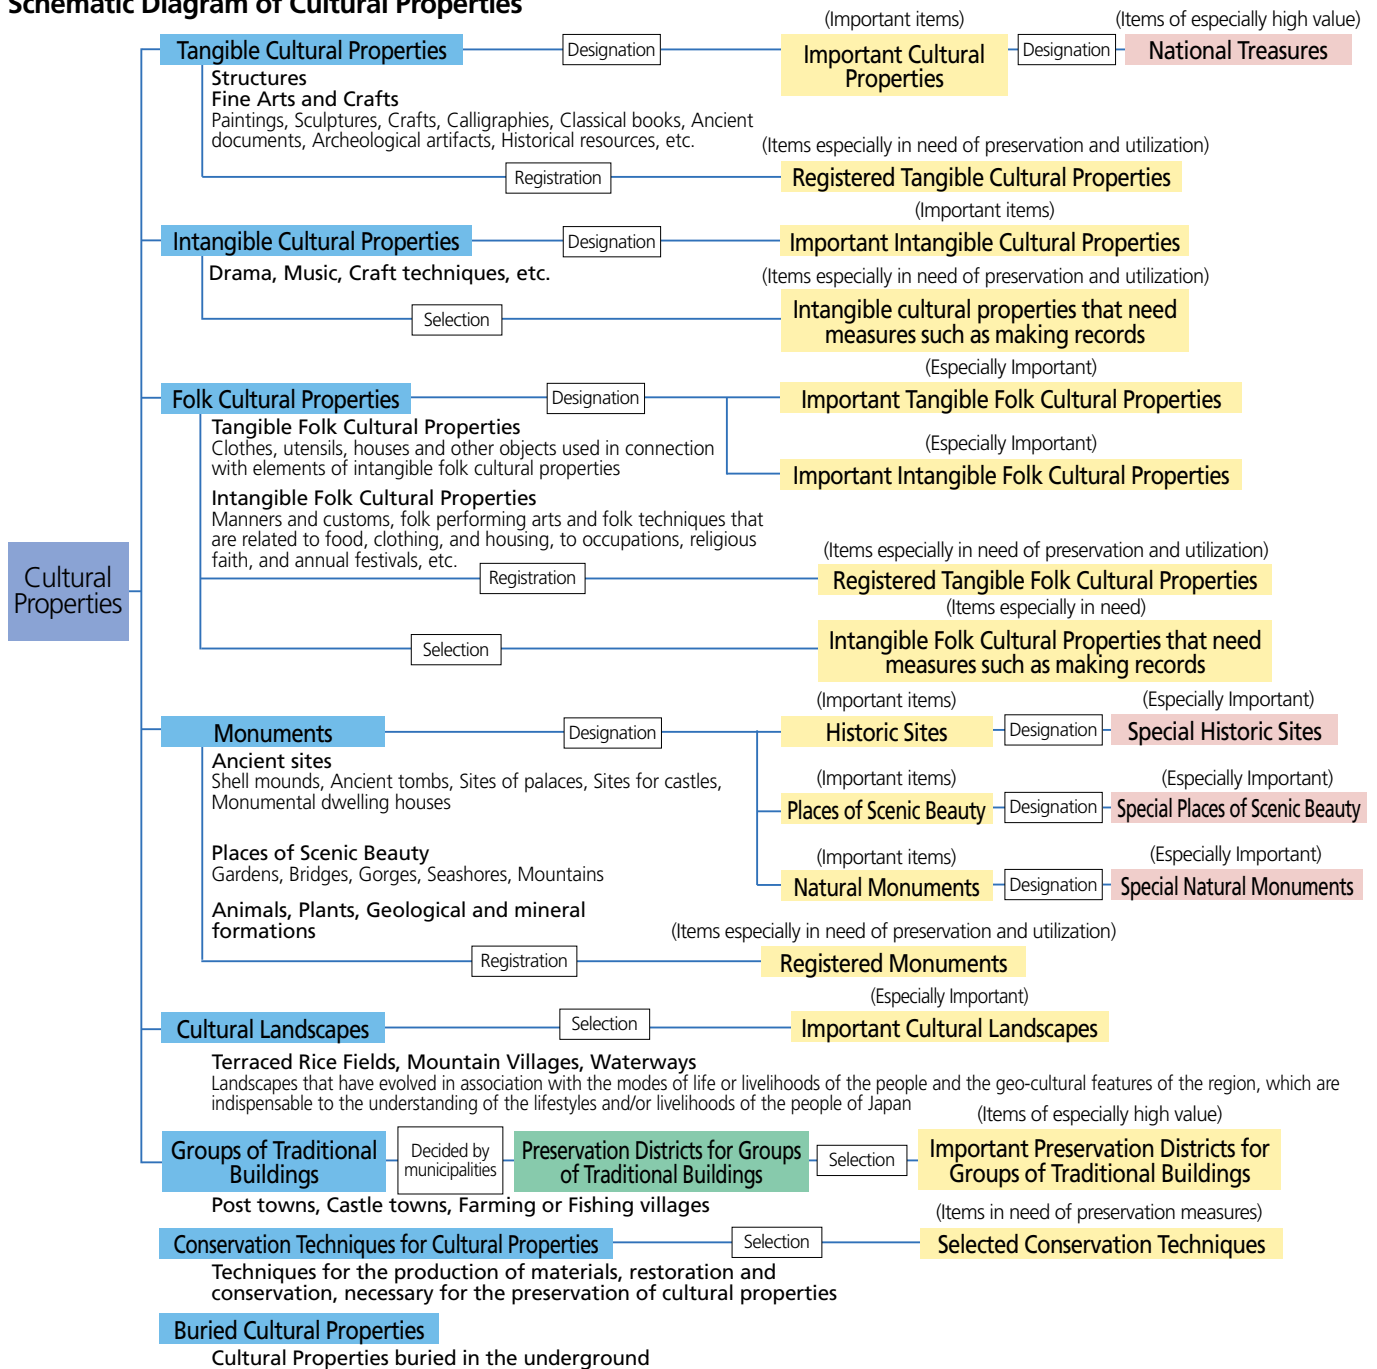 Schematic Diagram of Cultural Properties
(Important items)
(Items of especially high value)
Tangible Cultural Properties
Designation
Important Cultural
Properties
Designation
National Treasures
Structures
Fine Arts and Crafts
Paintings, Sculptures, Crafts, Calligraphies, Classical books, Ancient
documents, Archeological artifacts, Historical resources, etc.
(Items especially in need of preservation and utilization)
Registration
Registered Tangible Cultural Properties
(Important items)
Intangible Cultural Properties
Designation
Important Intangible Cultural Properties
Drama, Music, Craft techniques, etc.
(Items especially in need of preservation and utilization)
Selection
Intangible cultural properties that need
measures such as making records
(Especially Important)
Folk Cultural Properties
Designation
Important Tangible Folk Cultural Properties
Tangible Folk Cultural Properties
Clothes, utensils, houses and other objects used in connection
with elements of intangible folk cultural properties
(Especially Important)
Important Intangible Folk Cultural Properties
Intangible Folk Cultural Properties
Manners and customs, folk performing arts and folk techniques that
are related to food, clothing, and housing, to occupations, religious
faith, and annual festivals, etc.
(Items especially in need of preservation and utilization)
Registration
Registered Tangible Folk Cultural Properties
Cultural
Properties
(Items especially in need)
Selection
Intangible Folk Cultural Properties that need
measures such as making records
(Important items)
(Especially Important)
Monuments
Designation
Historic Sites
Designation
Special Historic Sites
Ancient sites
Shell mounds, Ancient tombs, Sites of palaces, Sites for castles,
Monumental dwelling houses
(Important items)
(Especially Important)
Places of Scenic Beauty
Designation
Special Places of Scenic Beauty
Places of Scenic Beauty
Gardens, Bridges, Gorges, Seashores, Mountains
(Important items)
(Especially Important)
Natural Monuments
Designation
Special Natural Monuments
Animals, Plants, Geological and mineral
formations
(Items especially in need of preservation and utilization)
Registration
Registered Monuments
(Especially Important)
Cultural Landscapes
Selection
Important Cultural Landscapes
Terraced Rice Fields, Mountain Villages, Waterways
Landscapes that have evolved in association with the modes of life or livelihoods of the people and the geo-cultural features of the region, which are
indispensable to the understanding of the lifestyles and/or livelihoods of the people of Japan
(Items of especially high value)
Groups of Traditional
Buildings
Decided by
municipalities
Preservation Districts for Groups
of Traditional Buildings
Selection
Important Preservation Districts for
Groups of Traditional Buildings
Post towns, Castle towns, Farming or Fishing villages
(Items in need of preservation measures)
Conservation Techniques for Cultural Properties
Selection
Selected Conservation Techniques
Techniques for the production of materials, restoration and
conservation, necessary for the preservation of cultural properties
Buried Cultural Properties
Cultural Properties buried in the underground